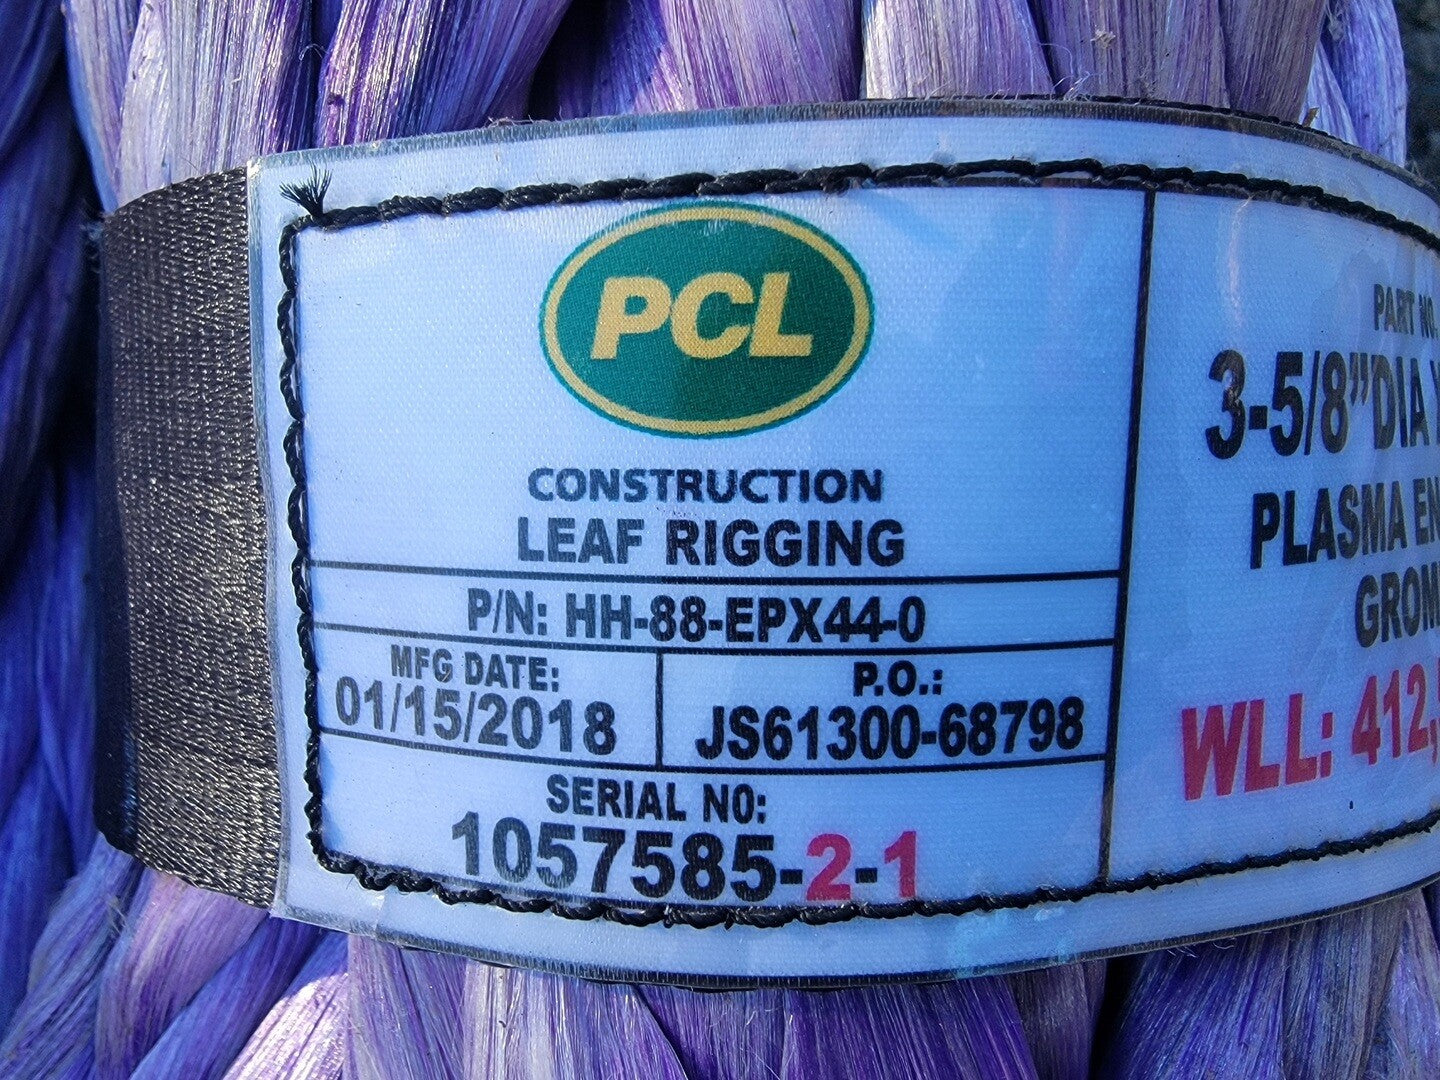 PCL
CONSTRUCTION
LEAF RIGGING
P/N: HH-88-EPX44-0
MFG DATE:
01/15/2018
P.O.:
JS61300-68798
SERIAL NO:
1057585-2-1
PART NO.
3-5/8”DIA
PLASMA
WLL: 412,